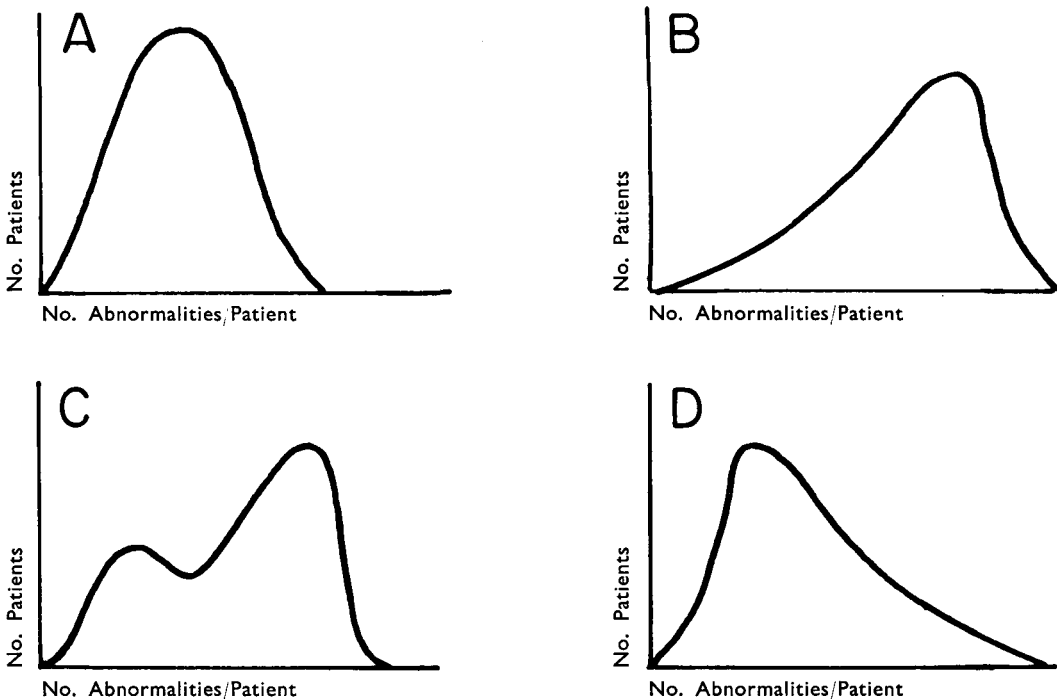 A
No. Patients
No. Abnormalities/Patient
B
No. Patients
No. Abnormalities/Patient
C
No. Patients
No. Abnormalities/Patient
D
No. Patients
No. Abnormalities/Patient